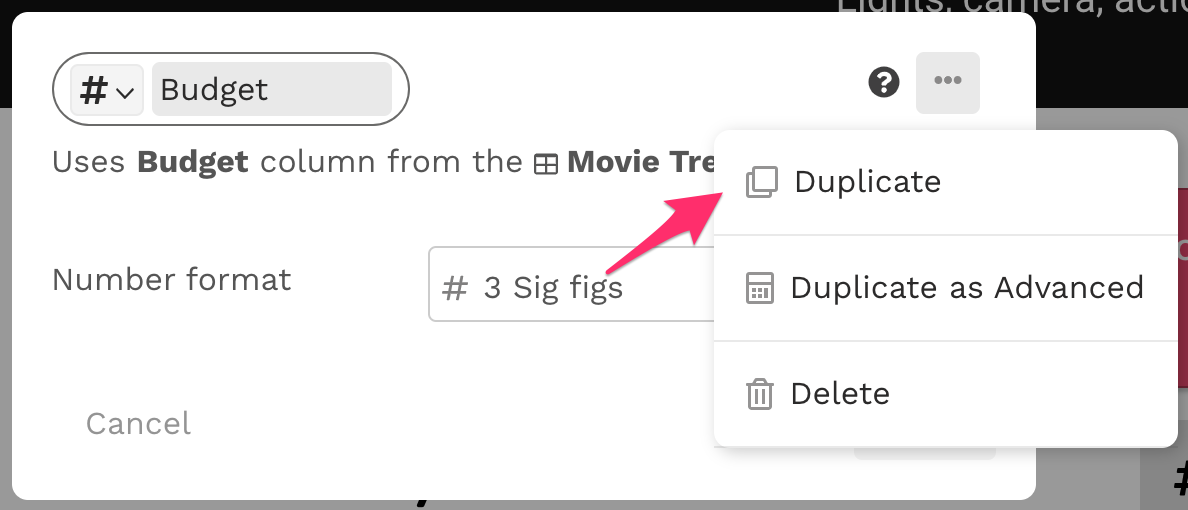 Lights, camera, actio
# Budget
?
Uses Budget column from the Movie Tre
Duplicate
Number format
# 3 Sig figs
Duplicate as Advanced
Delete
Cancel
#